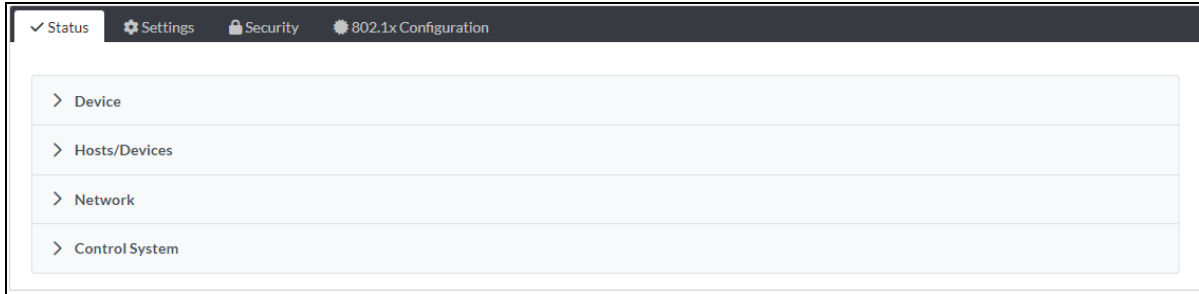 Status Settings Security 802.1x Configuration
Device
Hosts/Devices
Network
Control System